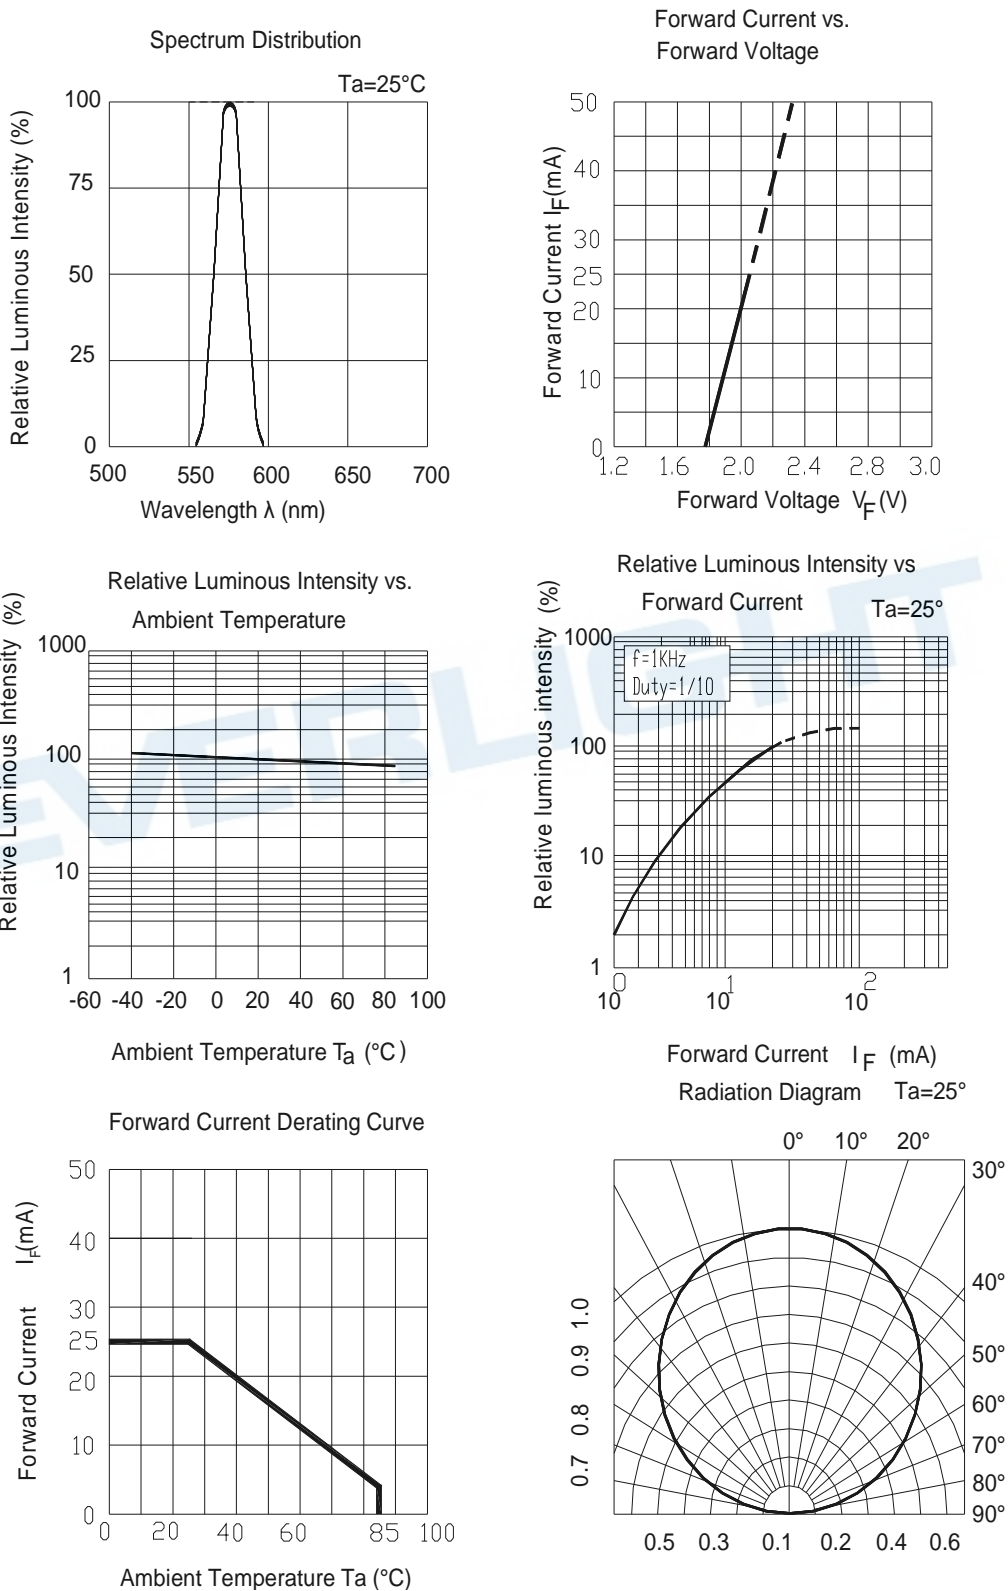 Spectrum Distribution
Ta=25°C
Relative Luminous Intensity (%)
100
75
50
25
0
500 550 600 650 700
Wavelength λ (nm)
Forward Current vs.
Forward Voltage
Forward Current IF(mA)
50
40
30
25
20
10
0
1.2 1.6 2.0 2.4 2.8 3.0
Forward Voltage VF(V)
Relative Luminous Intensity vs.
Ambient Temperature
Relative Luminous Intensity (%)
1000
100
10
1
-60 -40 -20 0 20 40 60 80 100
Ambient Temperature Ta (°C)
Relative Luminous Intensity vs
Forward Current
Ta=25°
Relative luminous intensity (%)
f=1KHz
Duty=1/10
1000
100
10
1
10⁰ 10¹ 10²
Forward Current IF (mA)
Forward Current Derating Curve
Forward Current IF(mA)
50
40
30
25
20
10
0
0 20 40 60 85 100
Ambient Temperature Ta (°C)
Radiation Diagram Ta=25°
0° 10° 20°
30°
40°
50°
60°
70°
80°
90°
1.0
0.9
0.8
0.7
0.5 0.3 0.1 0.2 0.4 0.6
EVERLIGHT